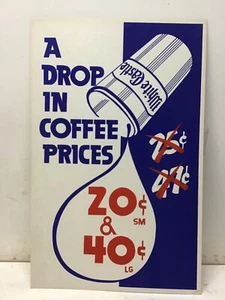 A
DROP
IN
COFFEE
PRICES
White Castle
20¢
SM
&
40¢
LG